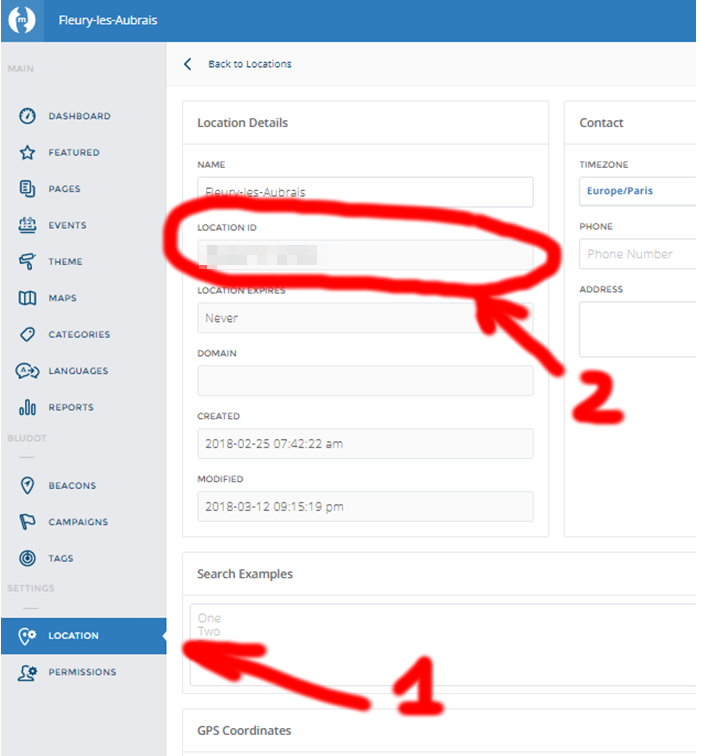 m
Fleury-les-Aubrais
MAIN
DASHBOARD
FEATURED
PAGES
EVENTS
THEME
MAPS
CATEGORIES
LANGUAGES
REPORTS
BLUDOT
BEACONS
CAMPAIGNS
TAGS
SETTINGS
LOCATION
PERMISSIONS
Back to Locations
Location Details
NAME
Fleury-les-Aubrais
LOCATION ID
LOCATION EXPIRES
Never
DOMAIN
CREATED
2018-02-25 07:42:22 am
MODIFIED
2018-03-12 09:15:19 pm
Contact
TIMEZONE
Europe/Paris
PHONE
Phone Number
ADDRESS
2
Search Examples
One
Two
1
GPS Coordinates